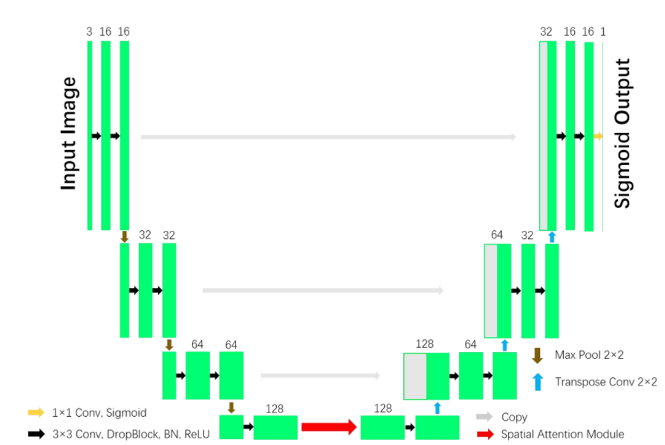 3 16 16
32 16 16 1
Input Image
Sigmoid Output
32 32
64 32
64 64
128 64
Max Pool 2×2
Transpose Conv 2×2
128
128
1×1 Conv, Sigmoid
Copy
3×3 Conv, DropBlock, BN, ReLU
Spatial Attention Module